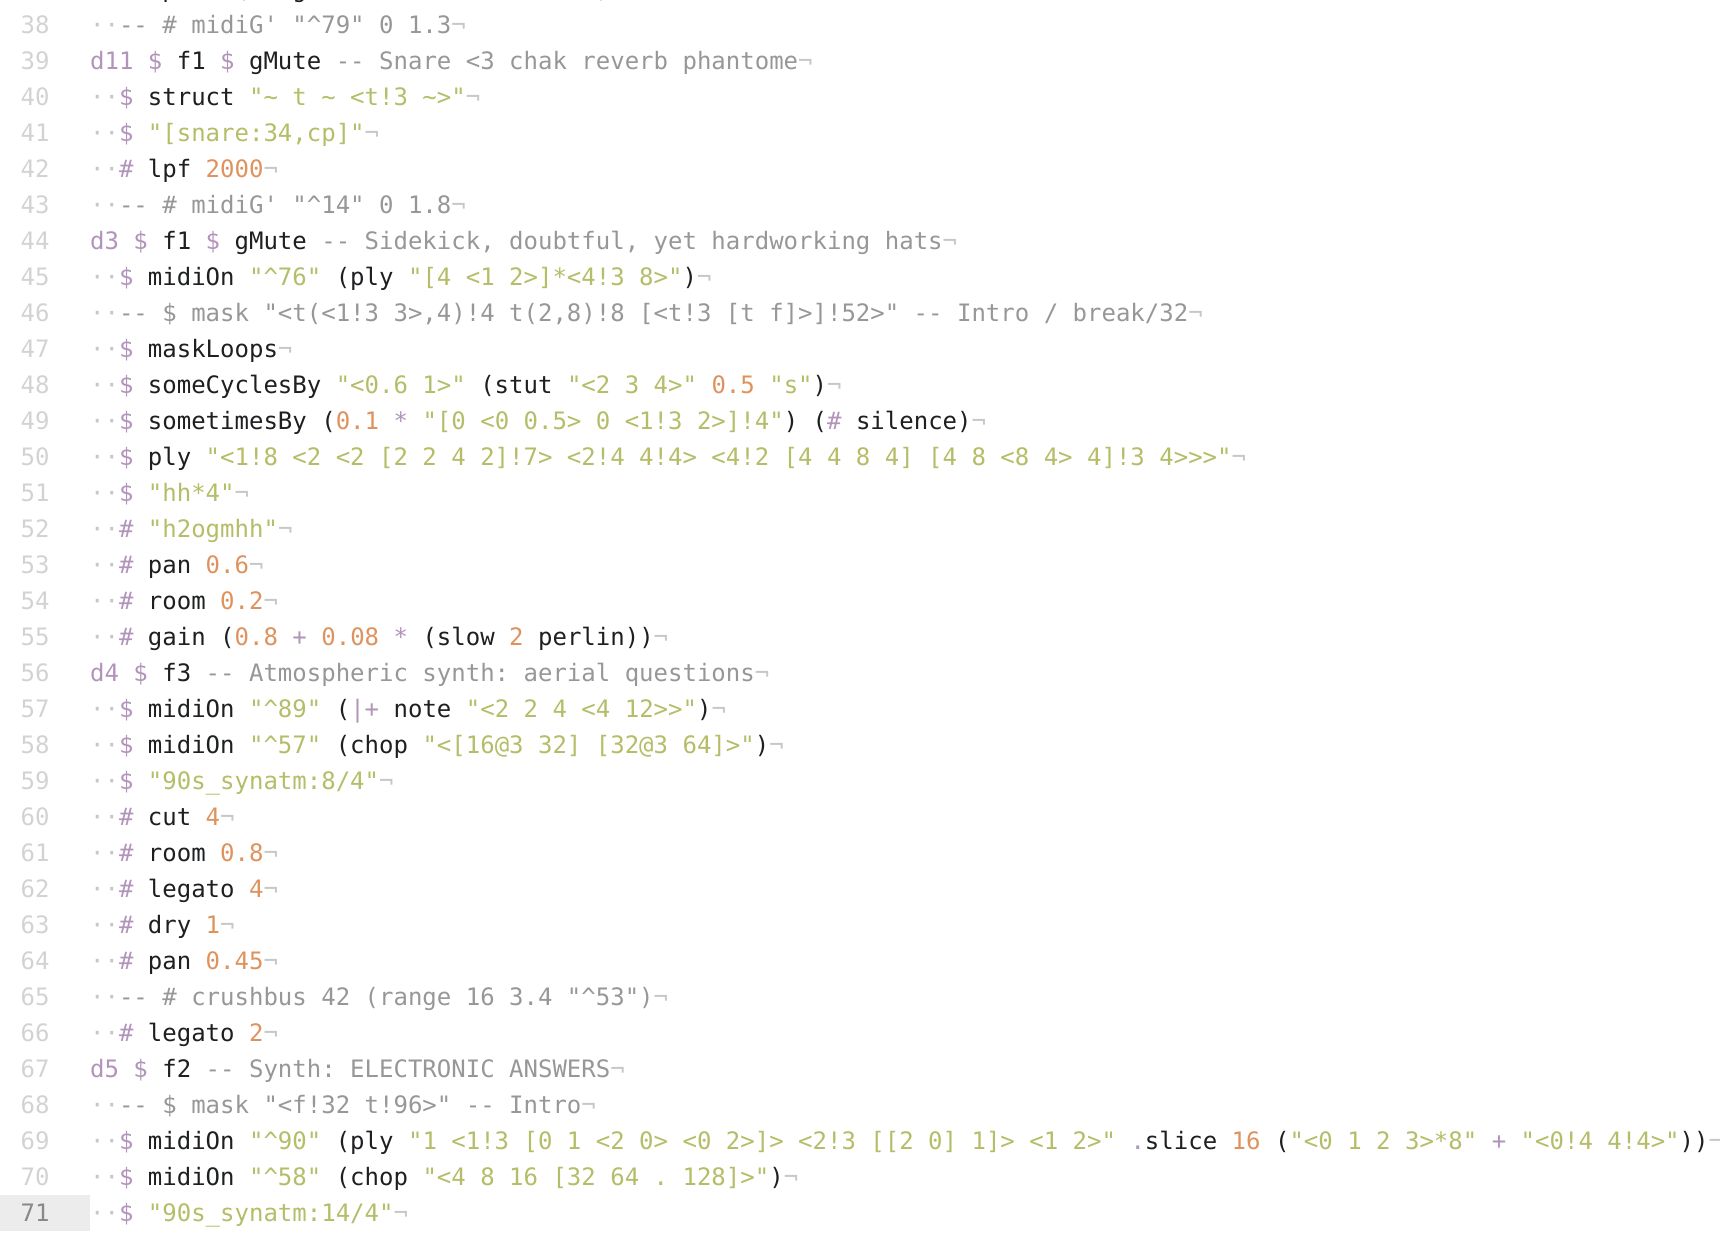 38 ··-- # midiG' "^79" 0 1.3¬
39 d11 $ f1 $ gMute -- Snare <3 chak reverb phantome¬
40 ··$ struct "~ t ~ <t!3 ~>"¬
41 ··$ "[snare:34,cp]"¬
42 ··# lpf 2000¬
43 ··-- # midiG' "^14" 0 1.8¬
44 d3 $ f1 $ gMute -- Sidekick, doubtful, yet hardworking hats¬
45 ··$ midiOn "^76" (ply "[4 <1 2>]*<4!3 8>")¬
46 ··-- $ mask "<t(<1!3 3>,4)!4 t(2,8)!8 [<t!3 [t f]>]!52>" -- Intro / break/32¬
47 ··$ maskLoops¬
48 ··$ someCyclesBy "<0.6 1>" (stut "<2 3 4>" 0.5 "s")¬
49 ··$ sometimesBy (0.1 * "[0 <0 0.5> 0 <1!3 2>]!4") (# silence)¬
50 ··$ ply "<1!8 <2 <2 [2 2 4 2]!7> <2!4 4!4> <4!2 [4 4 8 4] [4 8 <8 4> 4]!3 4>>>"¬
51 ··$ "hh*4"¬
52 ··# "h2ogmhh"¬
53 ··# pan 0.6¬
54 ··# room 0.2¬
55 ··# gain (0.8 + 0.08 * (slow 2 perlin))¬
56 d4 $ f3 -- Atmospheric synth: aerial questions¬
57 ··$ midiOn "^89" (|+ note "<2 2 4 <4 12>>")¬
58 ··$ midiOn "^57" (chop "<[16@3 32] [32@3 64]>")¬
59 ··$ "90s_synatm:8/4"¬
60 ··# cut 4¬
61 ··# room 0.8¬
62 ··# legato 4¬
63 ··# dry 1¬
64 ··# pan 0.45¬
65 ··-- # crushbus 42 (range 16 3.4 "^53")¬
66 ··# legato 2¬
67 d5 $ f2 -- Synth: ELECTRONIC ANSWERS¬
68 ··-- $ mask "<f!32 t!96>" -- Intro¬
69 ··$ midiOn "^90" (ply "1 <1!3 [0 1 <2 0> <0 2>]> <2!3 [[2 0] 1]> <1 2>" .slice 16 ("<0 1 2 3>*8" + "<0!4 4!4>"))¬
70 ··$ midiOn "^58" (chop "<4 8 16 [32 64 . 128]>")¬
71 ··$ "90s_synatm:14/4"¬